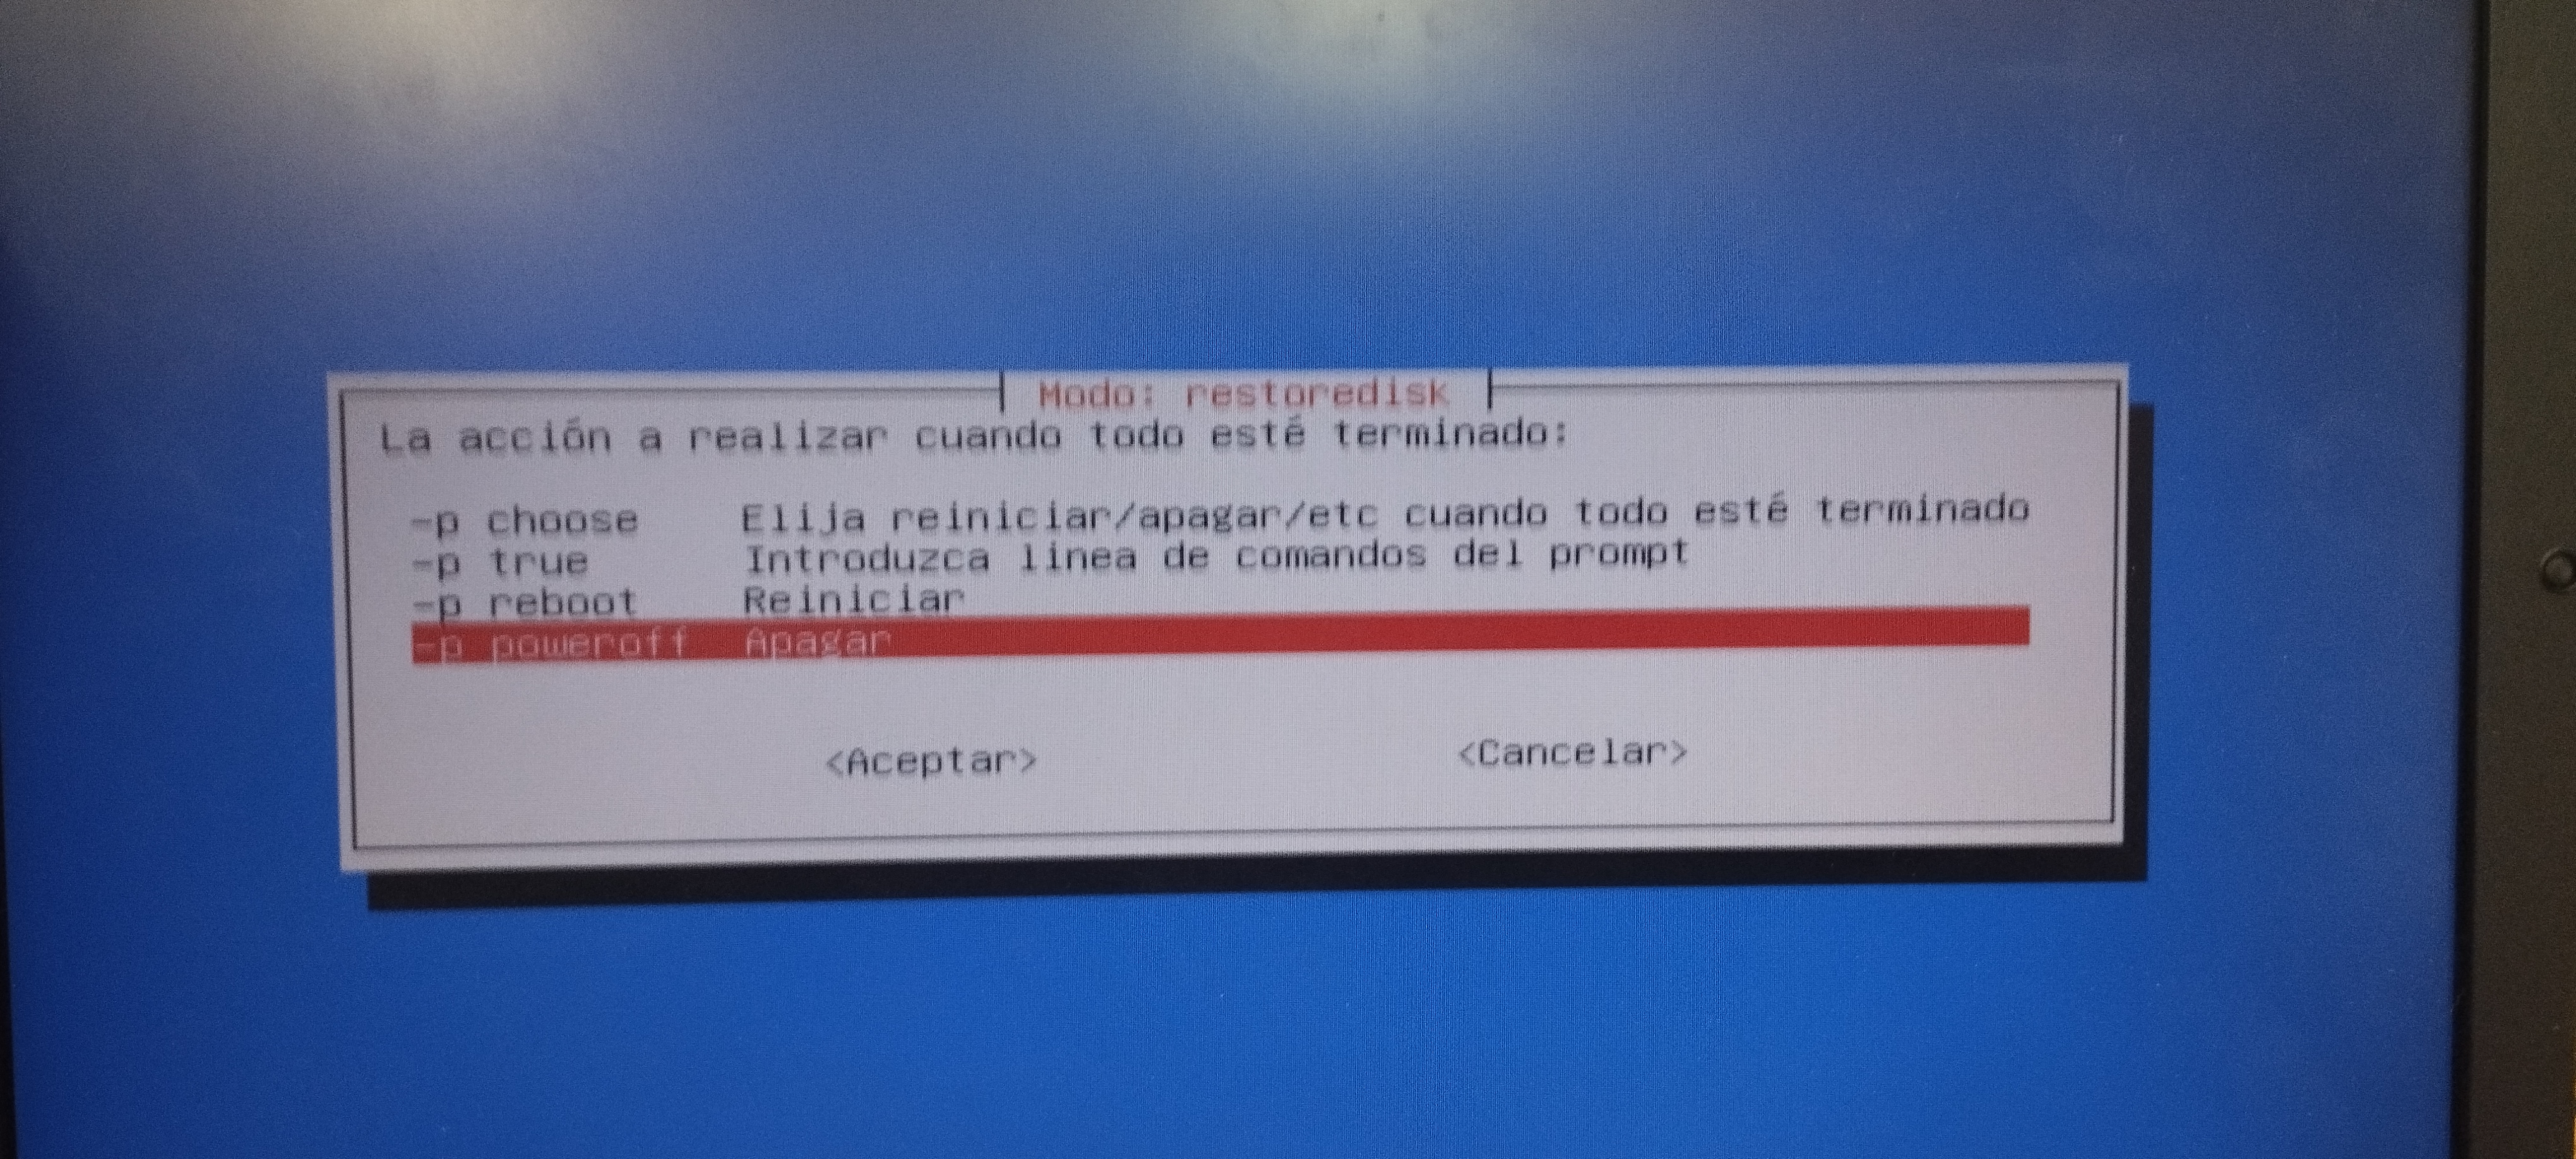 Modo: restoredisk
La acción a realizar cuando todo esté terminado:
-p choose Elija reiniciar/apagar/etc cuando todo esté terminado
-p true Introduzca línea de comandos del prompt
-p reboot Reiniciar
-p poweroff Apagar
<Aceptar> <Cancelar>